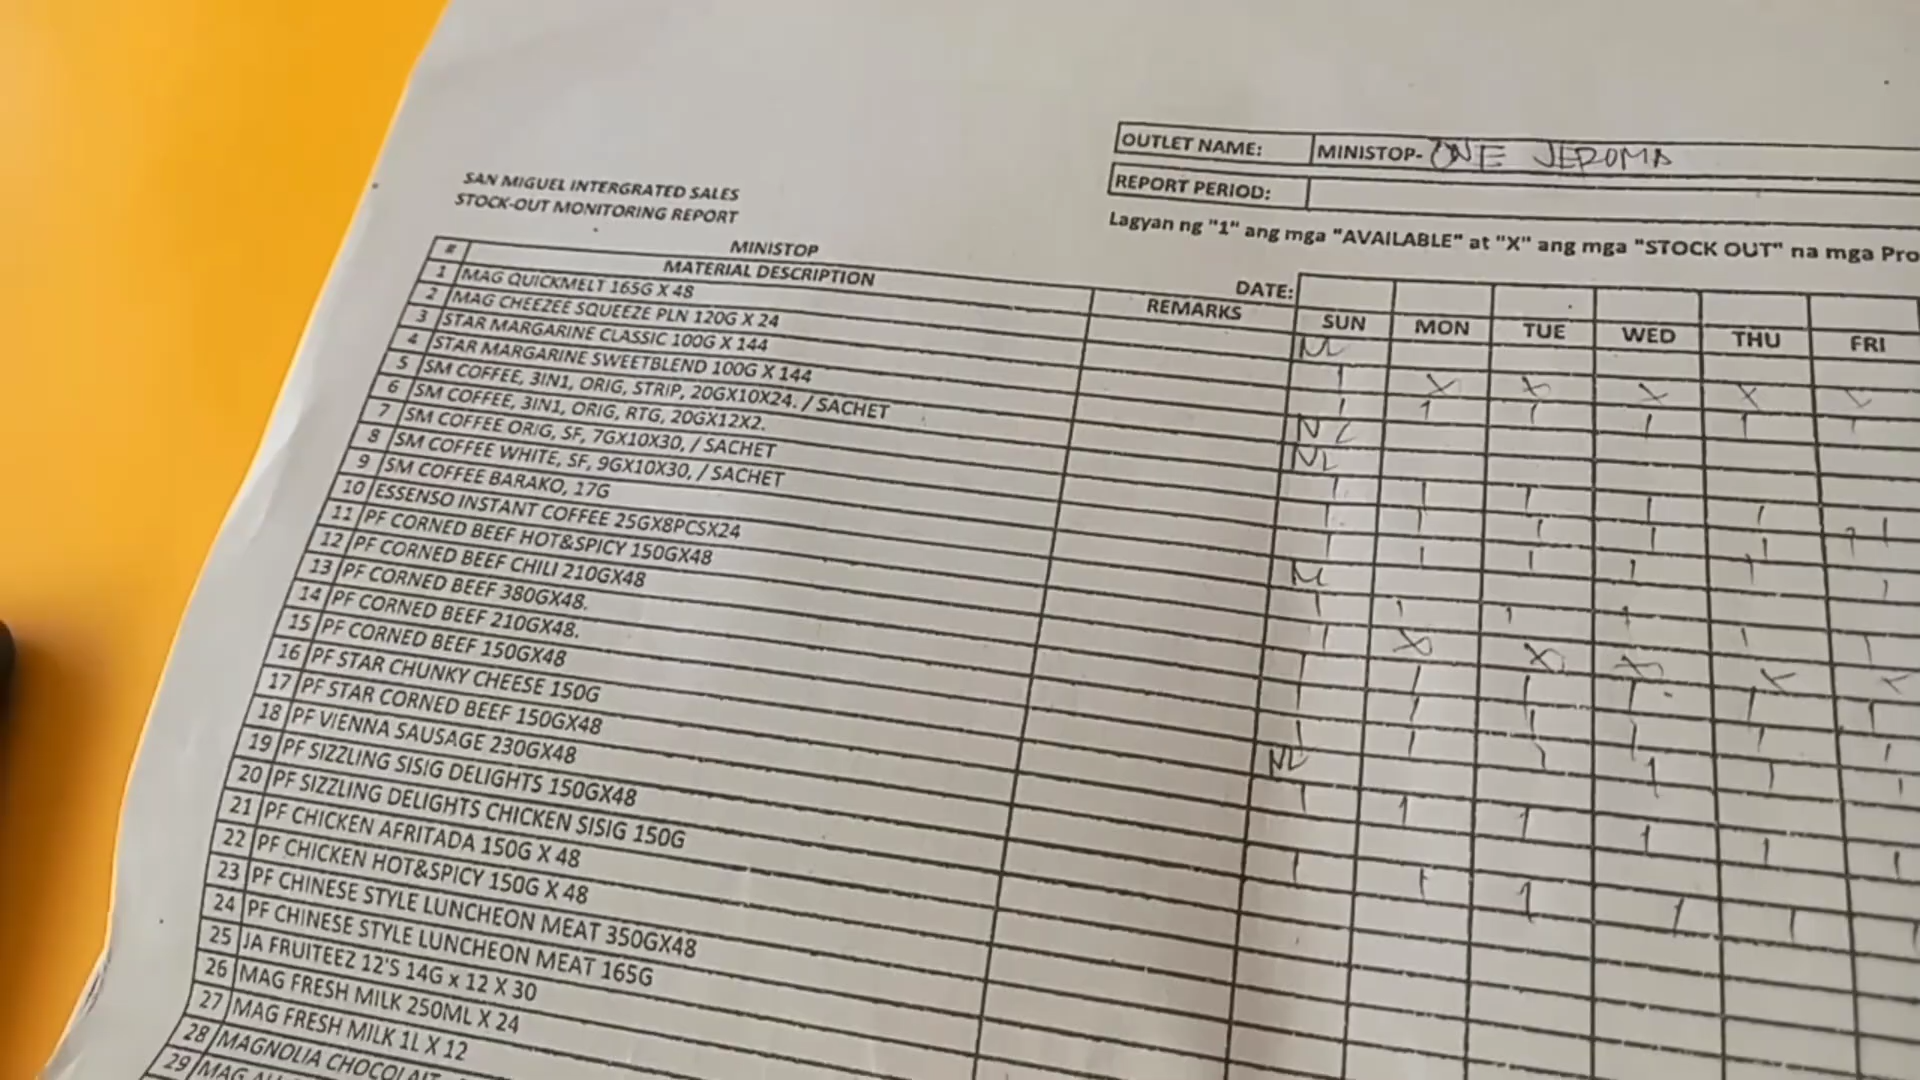 OUTLET NAME: MINISTOP- ONE JEROMA
REPORT PERIOD:
SAN MIGUEL INTERGRATED SALES
STOCK-OUT MONITORING REPORT
Lagyan ng "1" ang mga "AVAILABLE" at "X" ang mga "STOCK OUT" na mga Pro
MINISTOP
# MATERIAL DESCRIPTION REMARKS DATE:
SUN MON TUE WED THU FRI
1 MAG QUICKMELT 165G X 48
2 MAG CHEEZEE SQUEEZE PLN 120G X 24
3 STAR MARGARINE CLASSIC 100G X 144
4 STAR MARGARINE SWEETBLEND 100G X 144
5 SM COFFEE, 3IN1, ORIG, STRIP, 20GX10X24. / SACHET
6 SM COFFEE, 3IN1, ORIG, RTG, 20GX12X2.
7 SM COFFEE ORIG, SF, 7GX10X30, / SACHET
8 SM COFFEE WHITE, SF, 9GX10X30, / SACHET
9 SM COFFEE BARAKO, 17G
10 ESSENSO INSTANT COFFEE 25GX8PCSX24
11 PF CORNED BEEF HOT&SPICY 150GX48
12 PF CORNED BEEF CHILI 210GX48
13 PF CORNED BEEF 380GX48.
14 PF CORNED BEEF 210GX48.
15 PF CORNED BEEF 150GX48
16 PF STAR CHUNKY CHEESE 150G
17 PF STAR CORNED BEEF 150GX48
18 PF VIENNA SAUSAGE 230GX48
19 PF SIZZLING SISIG DELIGHTS 150GX48
20 PF SIZZLING DELIGHTS CHICKEN SISIG 150G
21 PF CHICKEN AFRITADA 150G X 48
22 PF CHICKEN HOT&SPICY 150G X 48
23 PF CHINESE STYLE LUNCHEON MEAT 350GX48
24 PF CHINESE STYLE LUNCHEON MEAT 165G
25 JA FRUITEEZ 12'S 14G x 12 X 30
26 MAG FRESH MILK 250ML X 24
27 MAG FRESH MILK 1L X 12
28 MAGNOLIA
29 MAG